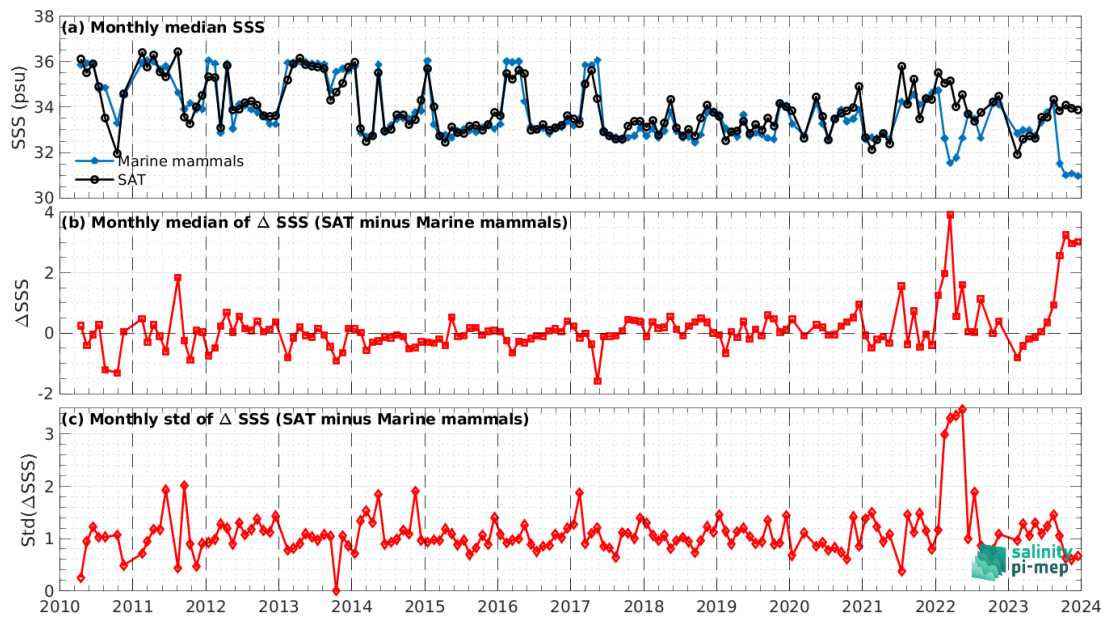 (a) Monthly median SSS
38
36
34
32
30
SSS (psu)
Marine mammals
SAT
(b) Monthly median of Δ SSS (SAT minus Marine mammals)
4
2
0
-2
ΔSSS
(c) Monthly std of Δ SSS (SAT minus Marine mammals)
3
2
1
0
Std(ΔSSS)
salinity
pi-mep
2010 2011 2012 2013 2014 2015 2016 2017 2018 2019 2020 2021 2022 2023 2024